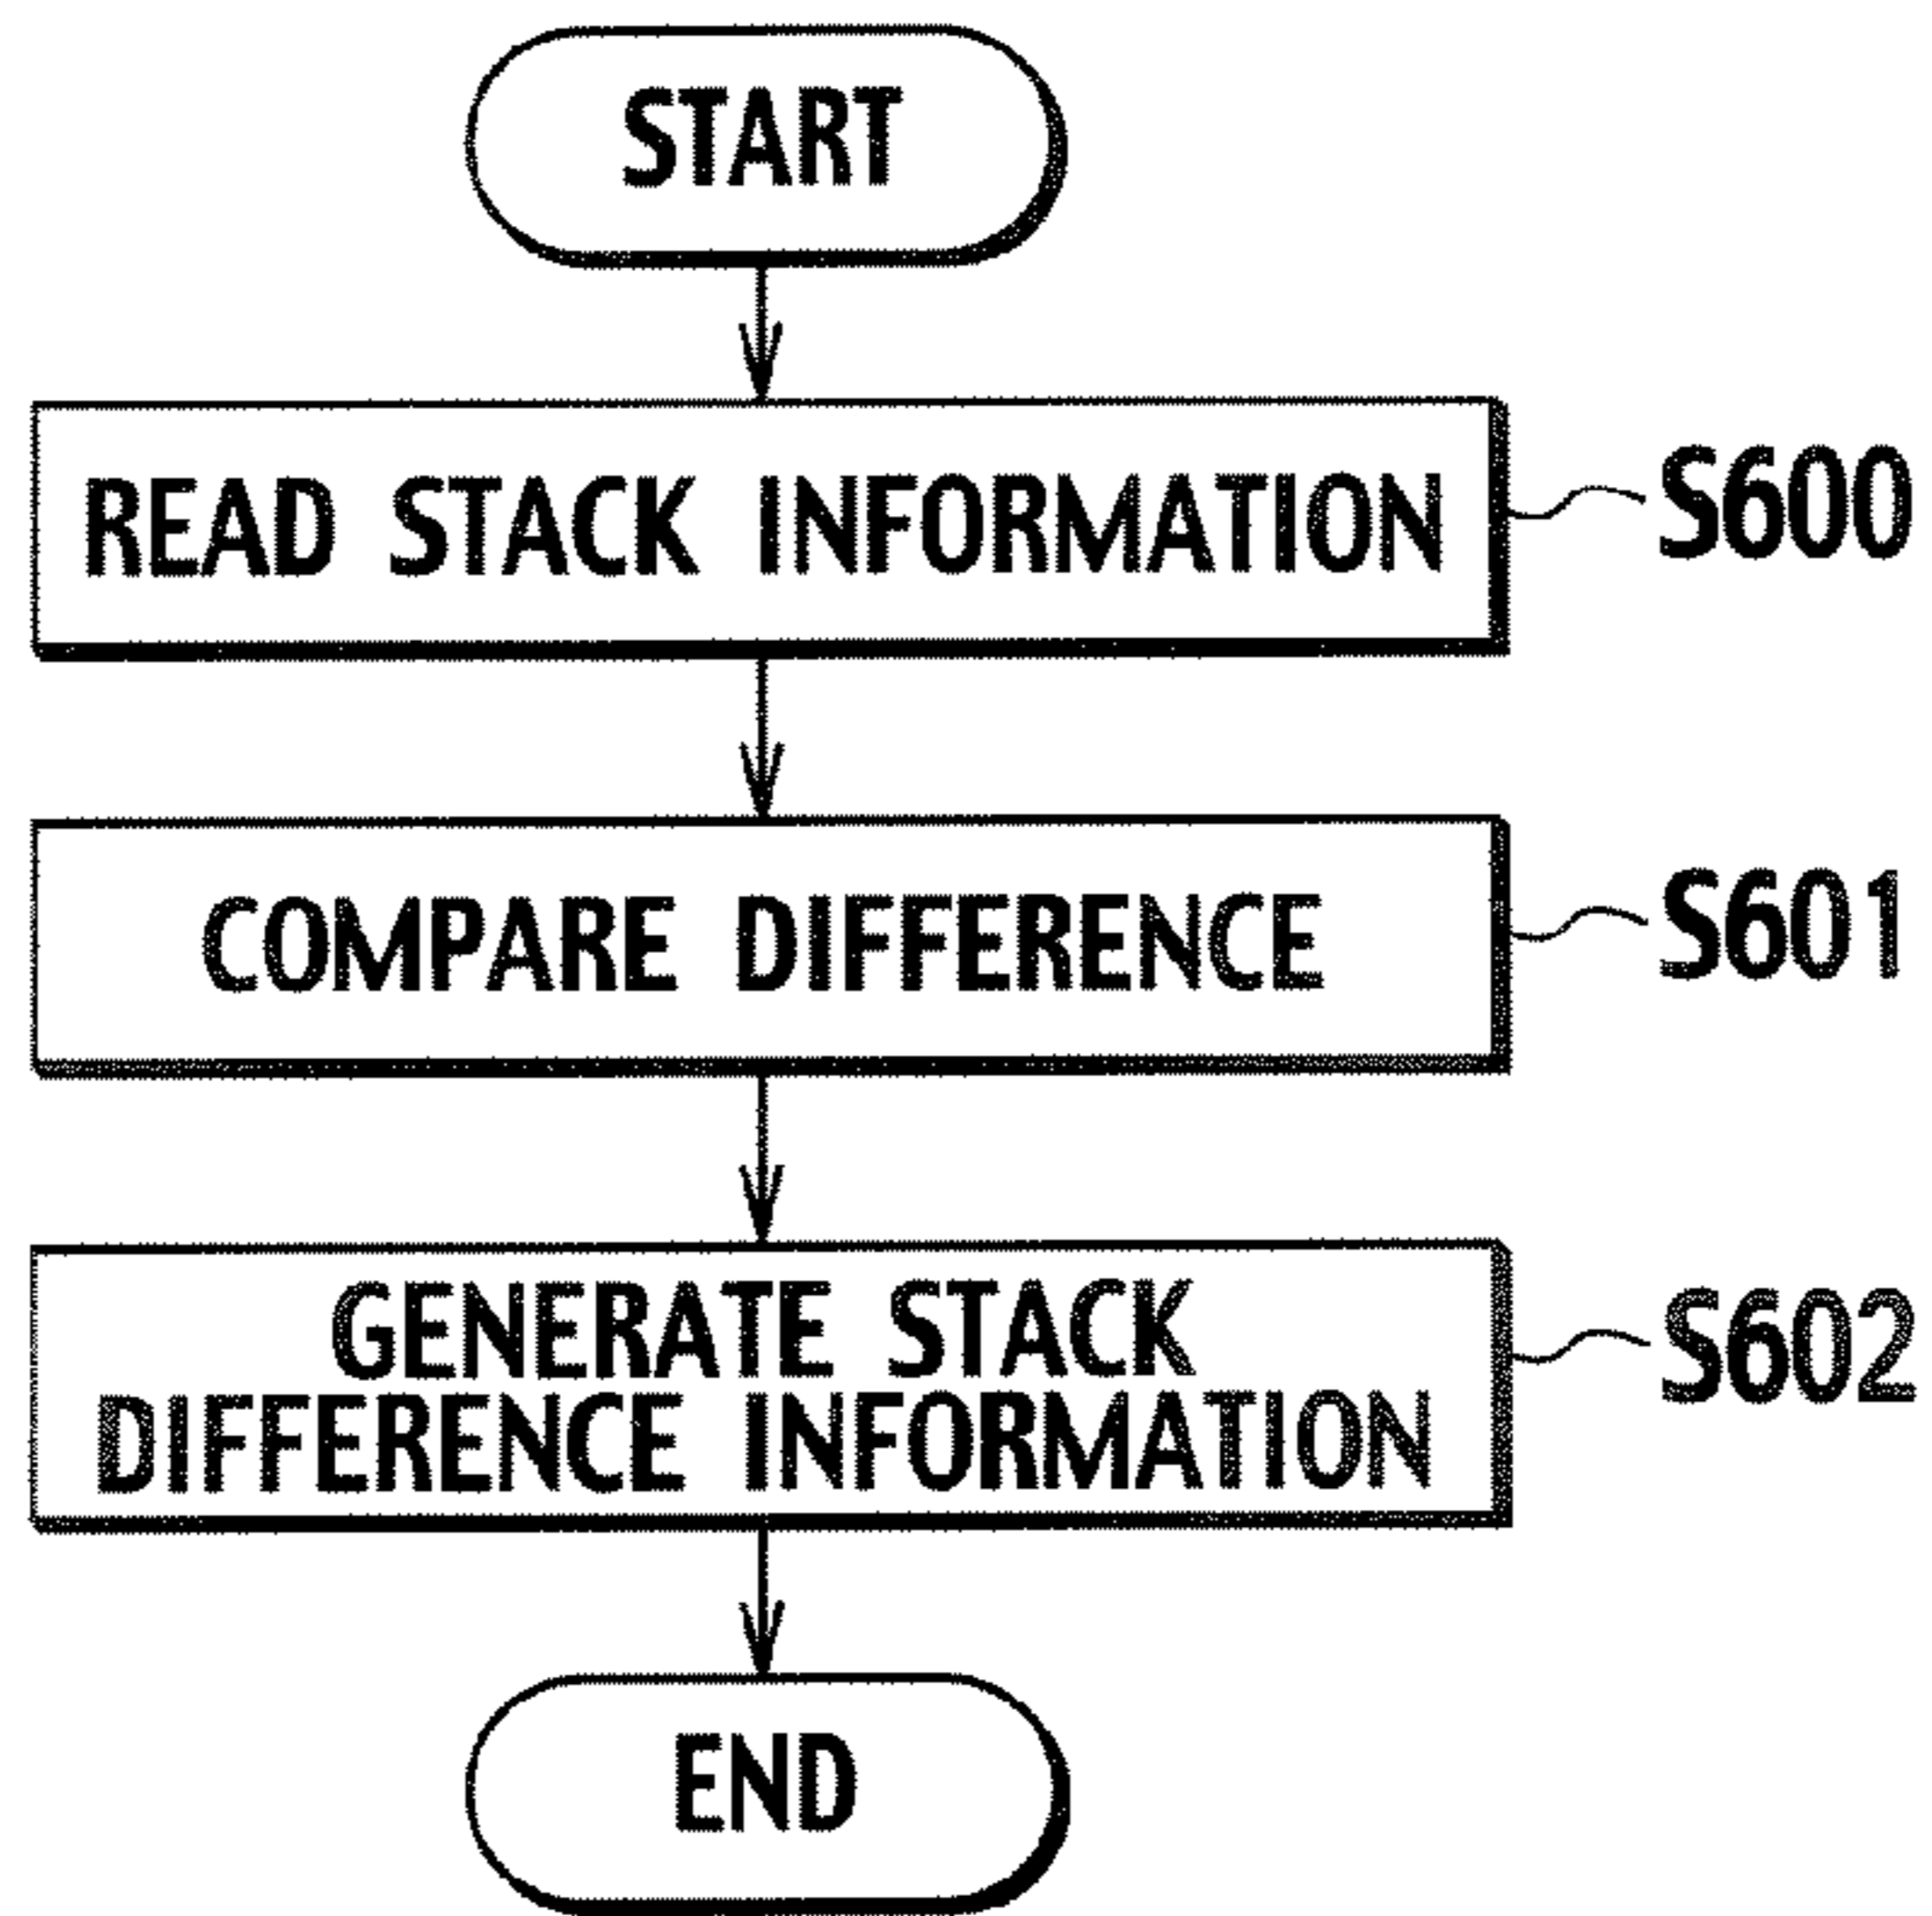 START
READ STACK INFORMATION
S600
COMPARE DIFFERENCE
S601
GENERATE STACK
DIFFERENCE INFORMATION
S602
END